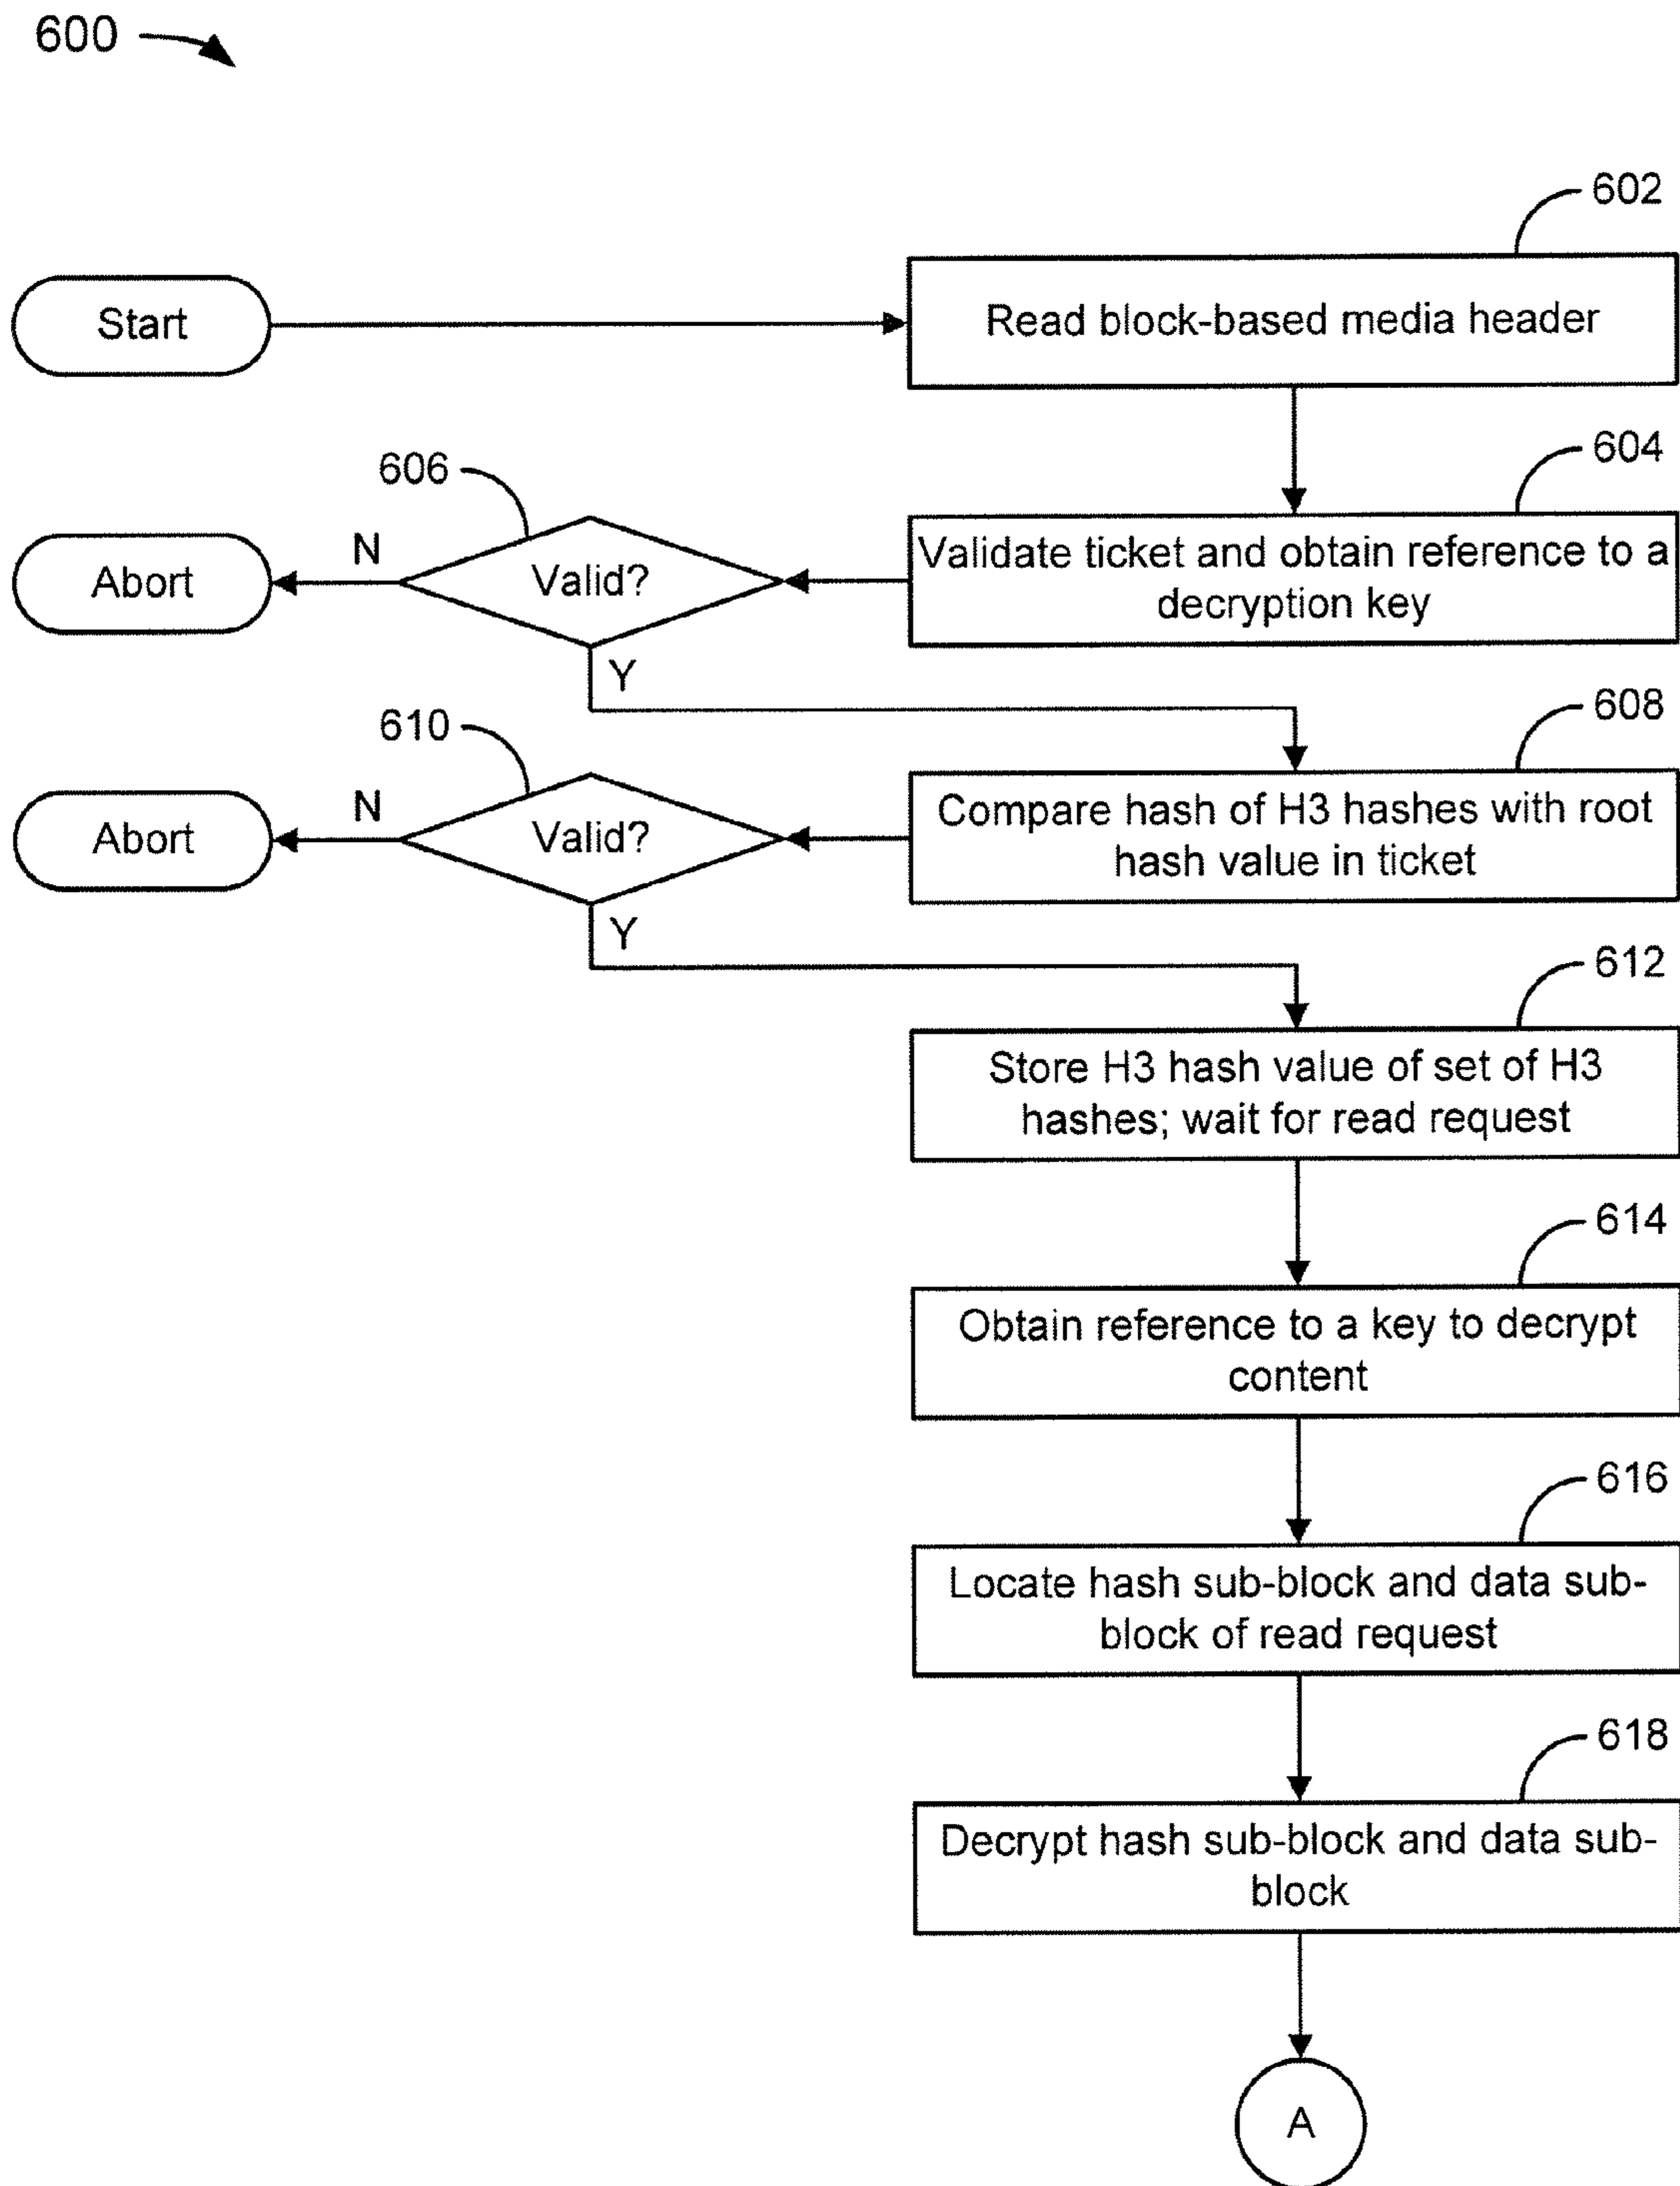 600
602
Start
Read block-based media header
604
606
Validate ticket and obtain reference to a
decryption key
Valid?
N
Abort
Y
608
610
Compare hash of H3 hashes with root
hash value in ticket
Valid?
N
Abort
Y
612
Store H3 hash value of set of H3
hashes; wait for read request
614
Obtain reference to a key to decrypt
content
616
Locate hash sub-block and data sub-
block of read request
618
Decrypt hash sub-block and data sub-
block
A